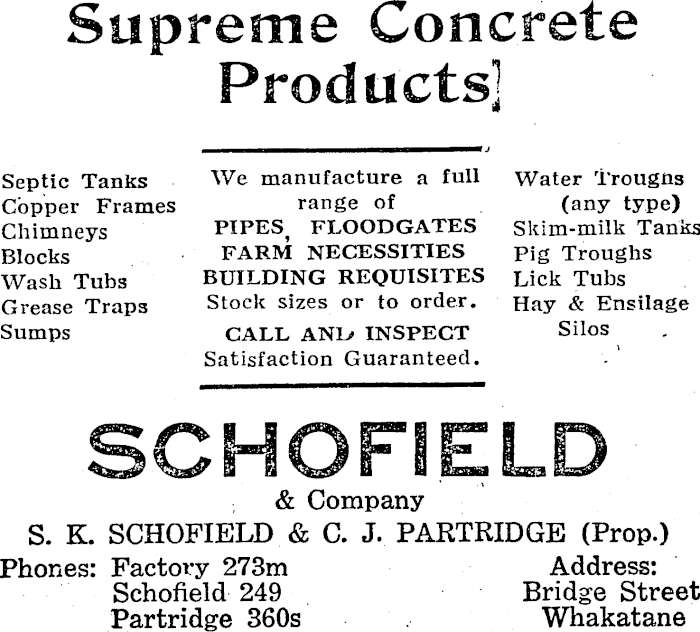 Supreme Concrete
Products
Septic Tanks
Copper Frames
Chimneys
Blocks
Wash Tubs
Grease Traps
Sumps
We manufacture a full
range of
PIPES, FLOODGATES
FARM NECESSITIES
BUILDING REQUISITES
Stock sizes or to order.
CALL AND INSPECT
Satisfaction Guaranteed.
Water Troughs
(any type)
Skim-milk Tanks
Pig Troughs
Lick Tubs
Hay & Ensilage
Silos
SCHOFIELD
& Company
S. K. SCHOFIELD & C. J. PARTRIDGE (Prop.)
Phones: Factory 273m
Schofield 249
Partridge 360s
Address:
Bridge Street
Whakatane